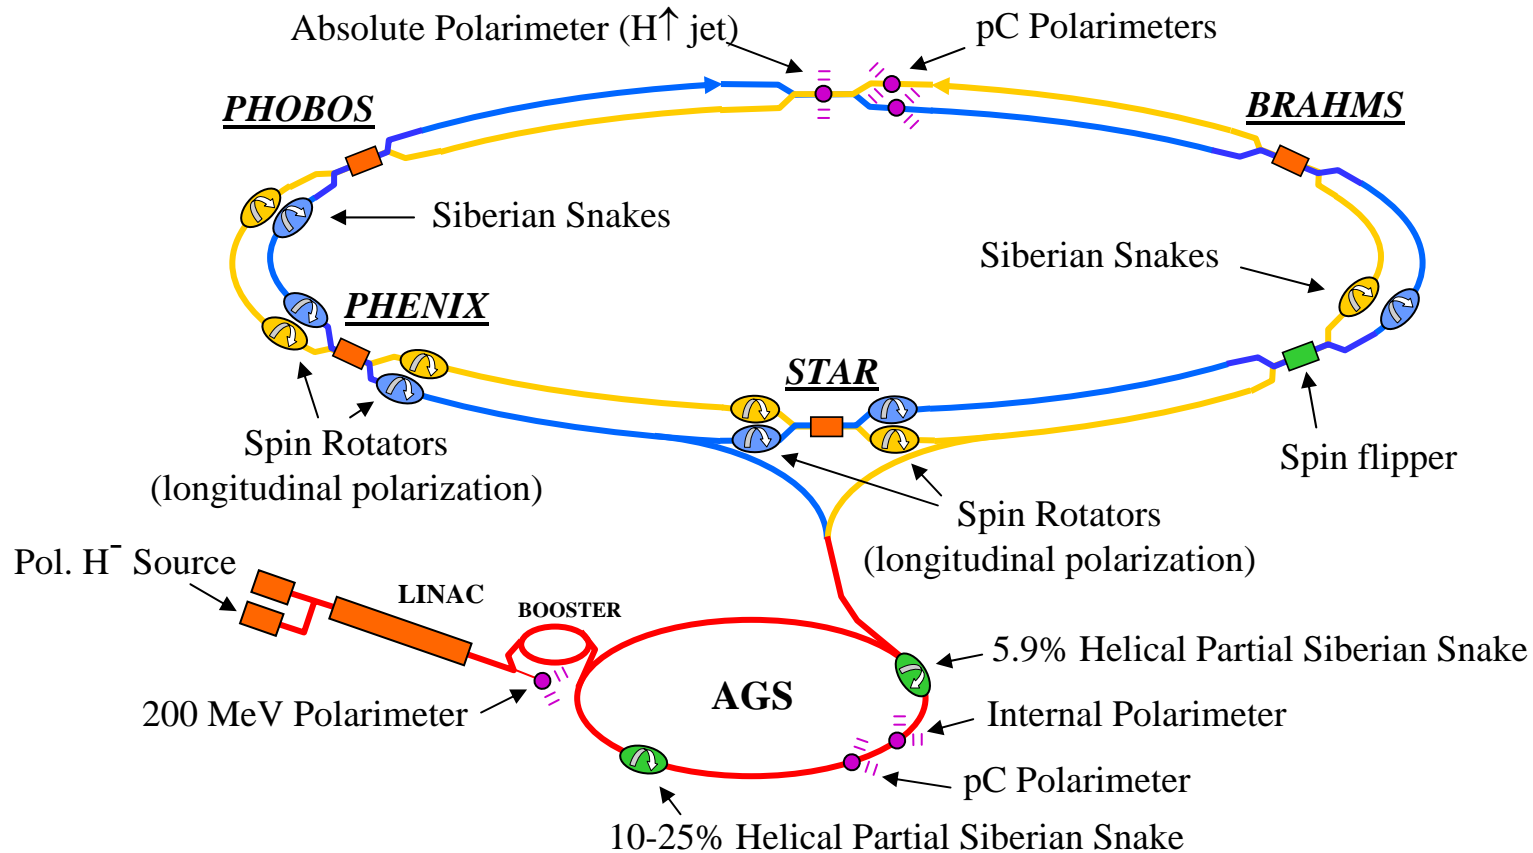 Absolute Polarimeter (H↑ jet)
pC Polarimeters
PHOBOS
BRAHMS
Siberian Snakes
Siberian Snakes
PHENIX
STAR
Spin Rotators
(longitudinal polarization)
Spin flipper
Spin Rotators
(longitudinal polarization)
Pol. H⁻ Source
LINAC
BOOSTER
5.9% Helical Partial Siberian Snake
AGS
200 MeV Polarimeter
Internal Polarimeter
pC Polarimeter
10-25% Helical Partial Siberian Snake